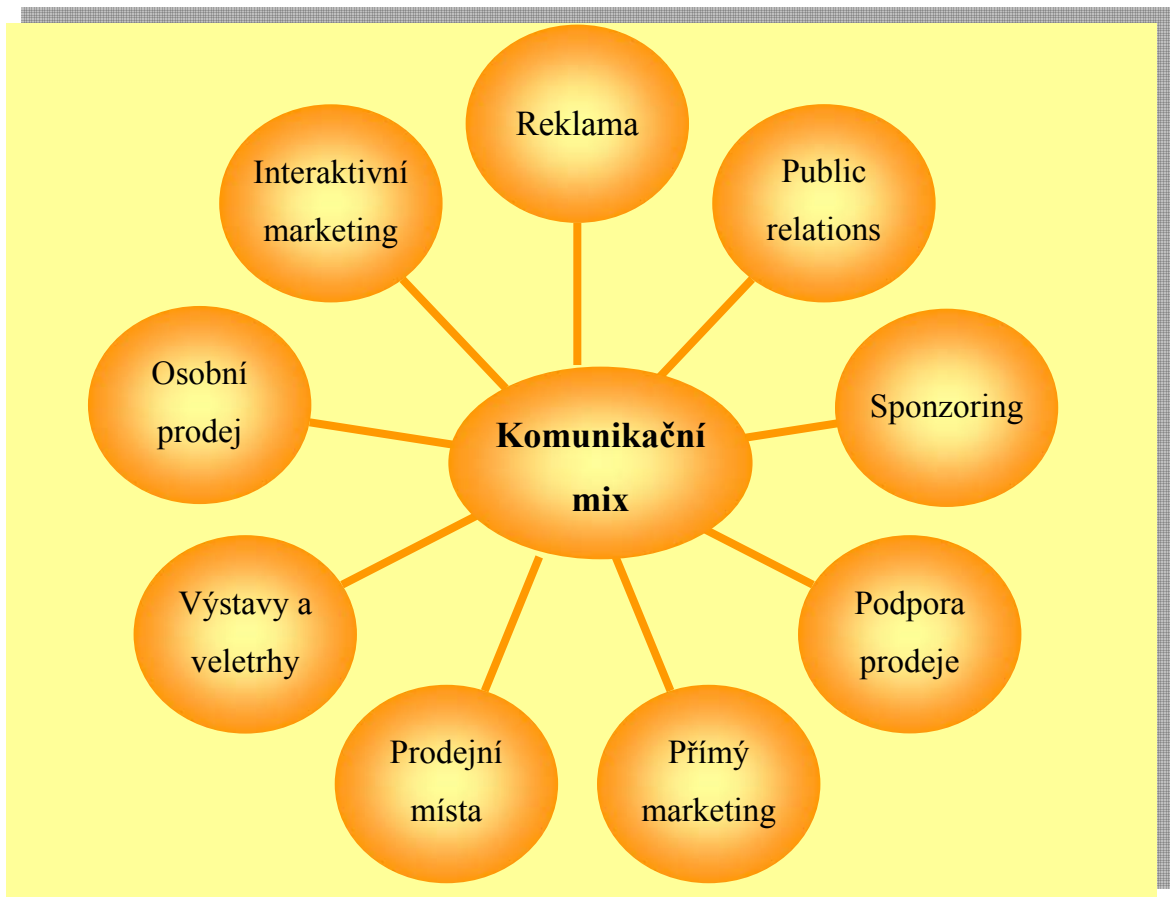 Reklama
Public
relations
Sponzoring
Podpora
prodeje
Přímý
marketing
Prodejní
místa
Výstavy a
veletrhy
Osobní
prodej
Interaktivní
marketing
Komunikační
mix